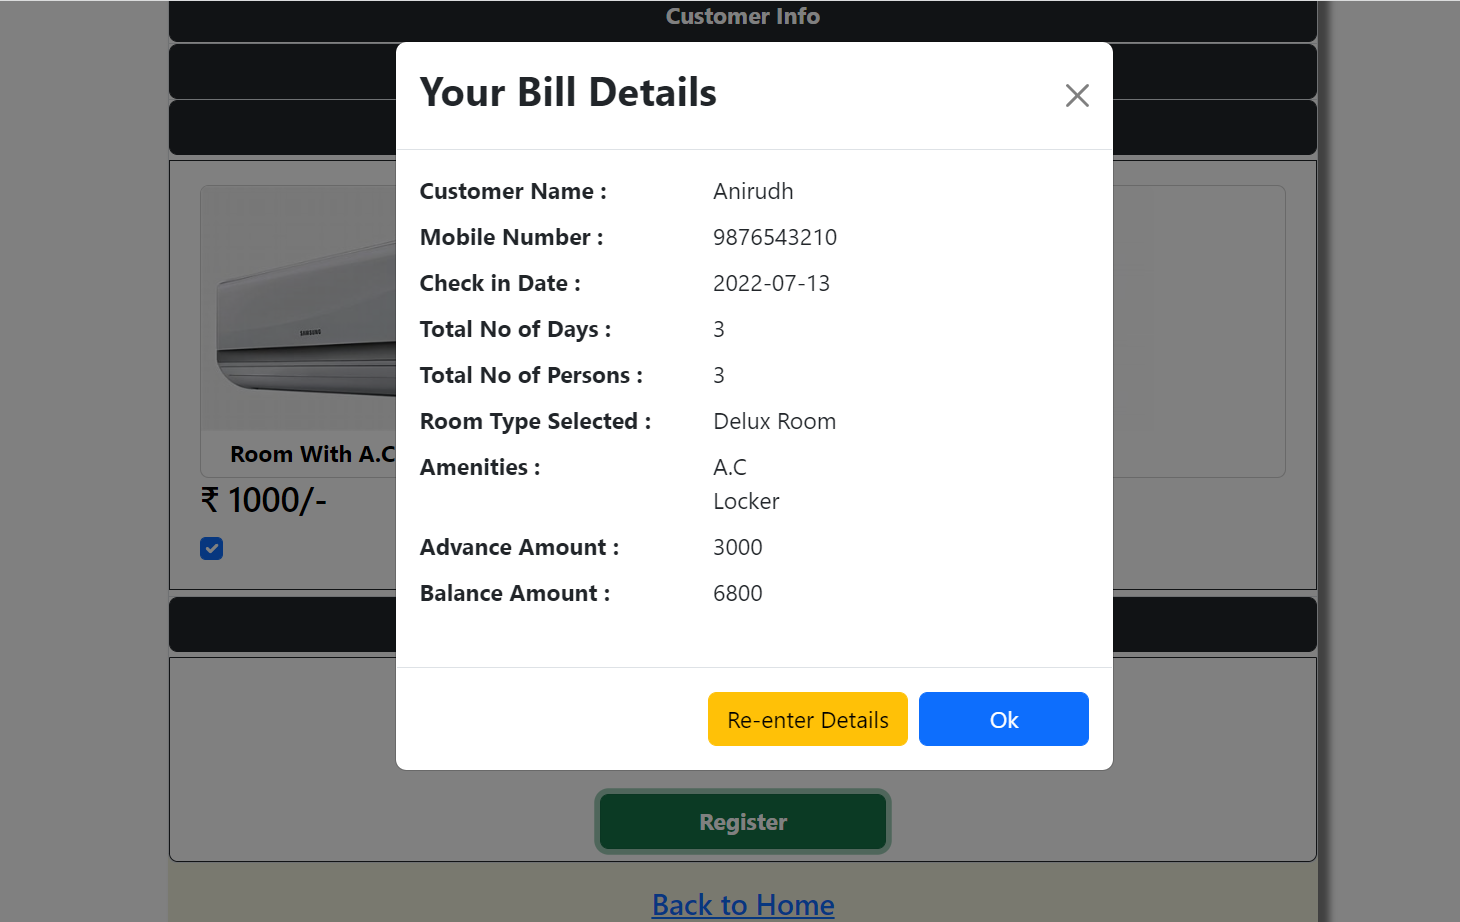 Customer Info
Your Bill Details
Customer Name : Anirudh
Mobile Number : 9876543210
Check in Date : 2022-07-13
Total No of Days : 3
Total No of Persons : 3
Room Type Selected : Delux Room
Amenities : A.C
Locker
Advance Amount : 3000
Balance Amount : 6800
Re-enter Details Ok
SAMSUNG
Room With A.C
₹ 1000/-
Register
Back to Home